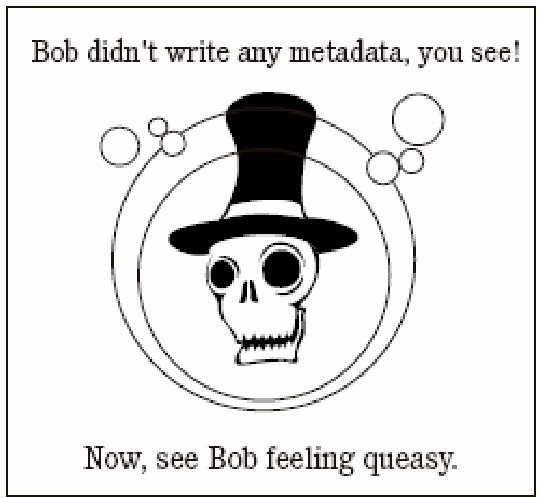 Bob didn't write any metadata, you see!
Now, see Bob feeling queasy.